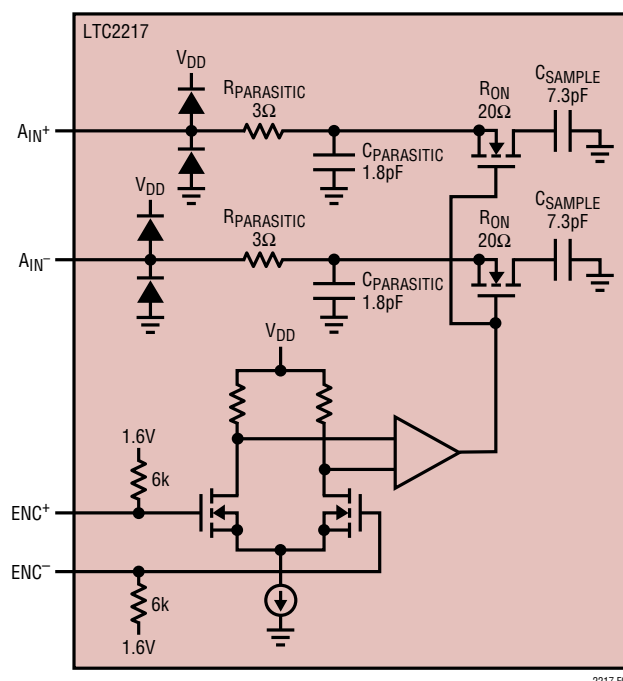 LTC2217
VDD
RPARASITIC
3Ω
CPARASITIC
1.8pF
RON
20Ω
CSAMPLE
7.3pF
AIN+
VDD
RPARASITIC
3Ω
CPARASITIC
1.8pF
RON
20Ω
CSAMPLE
7.3pF
AIN−
VDD
1.6V
6k
ENC+
ENC−
6k
1.6V